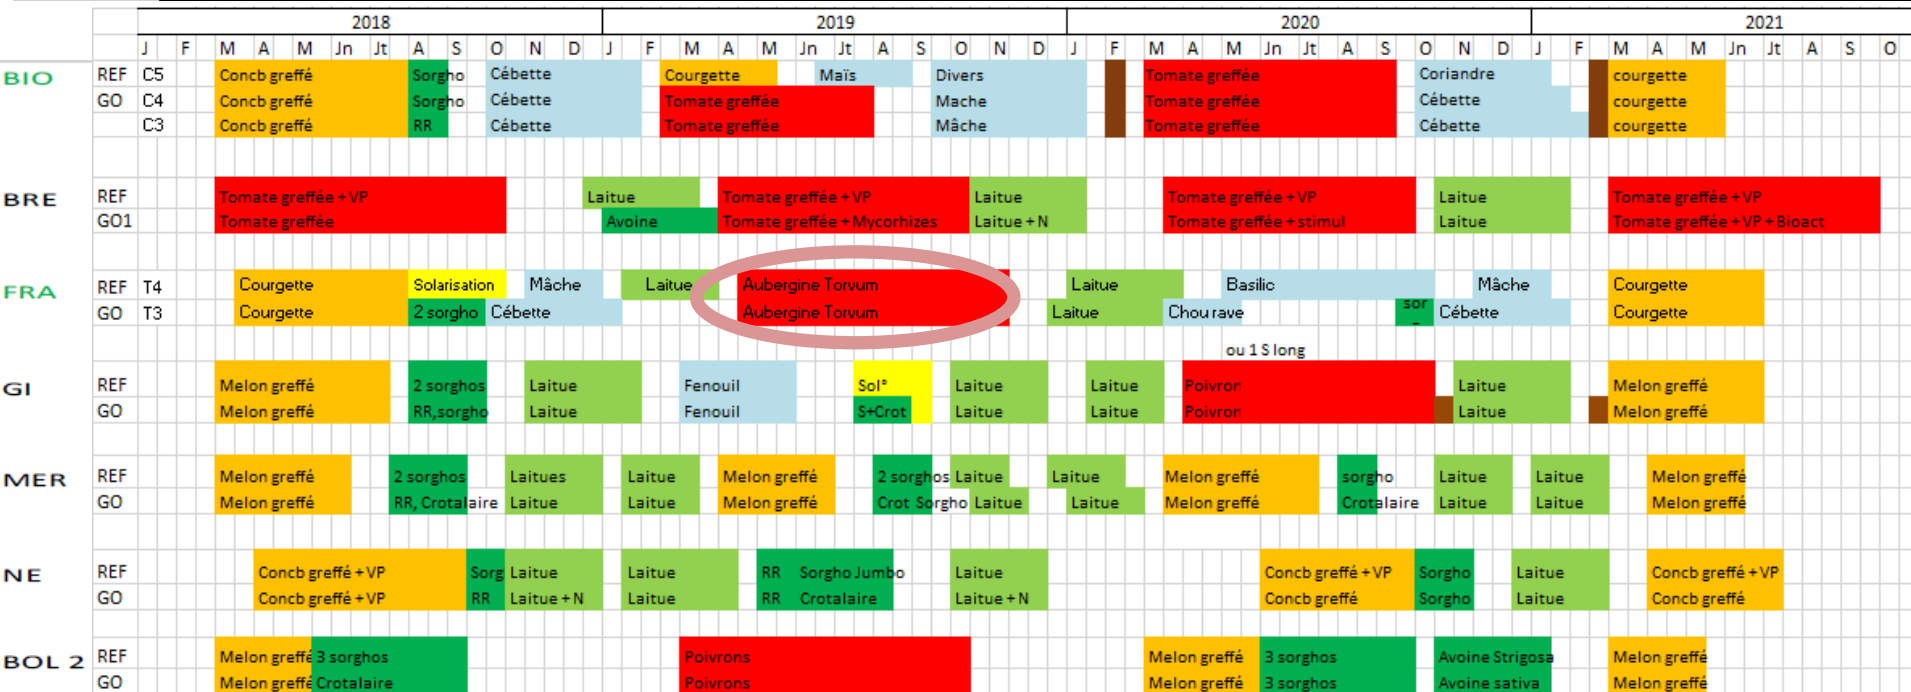 2018 2019 2020 2021
J F M A M Jn Jt A S O N D J F M A M Jn Jt A S O N D J F M A M Jn Jt A S O N D J F M A M Jn Jt A S O
BIO REF C5 Concb greffé Sorgho Cébette Courgette Maïs Divers Tomate greffée Coriandre courgette
GO C4 Concb greffé Sorgho Cébette Tomate greffée Mache Tomate greffée Cébette courgette
C3 Concb greffé RR Cébette Tomate greffée Mâche Tomate greffée Cébette courgette
BRE REF Tomate greffée + VP Laitue Tomate greffée + VP Laitue Tomate greffée + VP Laitue Tomate greffée + VP
GO1 Tomate greffée Avoine Tomate greffée + Mycorhizes Laitue + N Tomate greffée + stimul Laitue Tomate greffée + VP + Bioact
FRA REF T4 Courgette Solarisation Mâche Laitue Aubergine Torvum Laitue Basilic Mâche Courgette
GO T3 Courgette 2 sorgho Cébette Aubergine Torvum Laitue Chou rave sor Cébette Courgette
ou 1 S long
GI REF Melon greffé 2 sorghos Laitue Fenouil Sol° Laitue Laitue Poivron Laitue Melon greffé
GO Melon greffé RR,sorgho Laitue Fenouil S+Crot Laitue Laitue Poivron Laitue Melon greffé
MER REF Melon greffé 2 sorghos Laitues Laitue Melon greffé 2 sorghos Laitue Laitue Melon greffé sorgho Laitue Laitue Melon greffé
GO Melon greffé RR, Crotalaire Laitue Laitue Melon greffé Crot Sorgho Laitue Laitue Melon greffé Crotalaire Laitue Laitue Melon greffé
NE REF Concb greffé + VP Sorg Laitue Laitue RR Sorgho Jumbo Laitue Concb greffé + VP Sorgho Laitue Concb greffé + VP
GO Concb greffé + VP RR Laitue + N Laitue RR Crotalaire Laitue + N Concb greffé Sorgho Laitue Concb greffé
BOL 2 REF Melon greffé 3 sorghos Poivrons Melon greffé 3 sorghos Avoine Strigosa Melon greffé
GO Melon greffé Crotalaire Poivrons Melon greffé 3 sorghos Avoine sativa Melon greffé